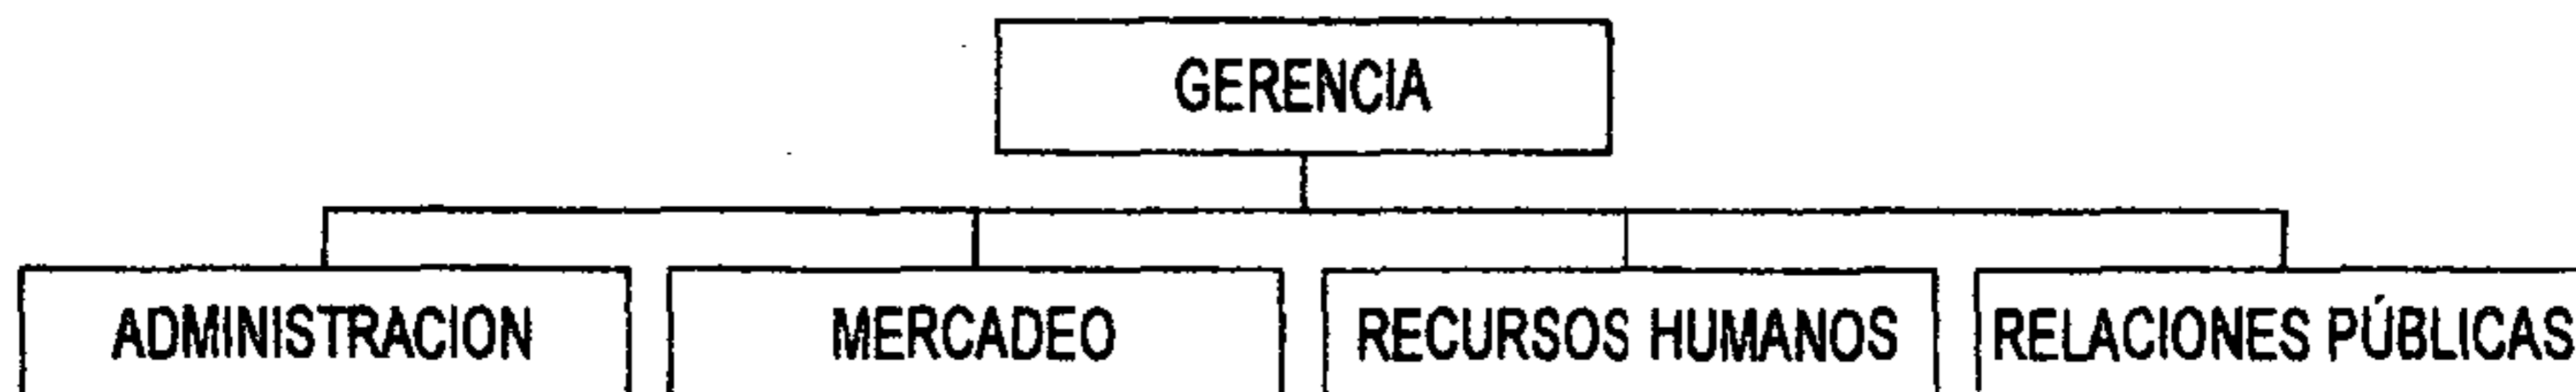 GERENCIA
ADMINISTRACION
MERCADEO
RECURSOS HUMANOS
RELACIONES PÚBLICAS